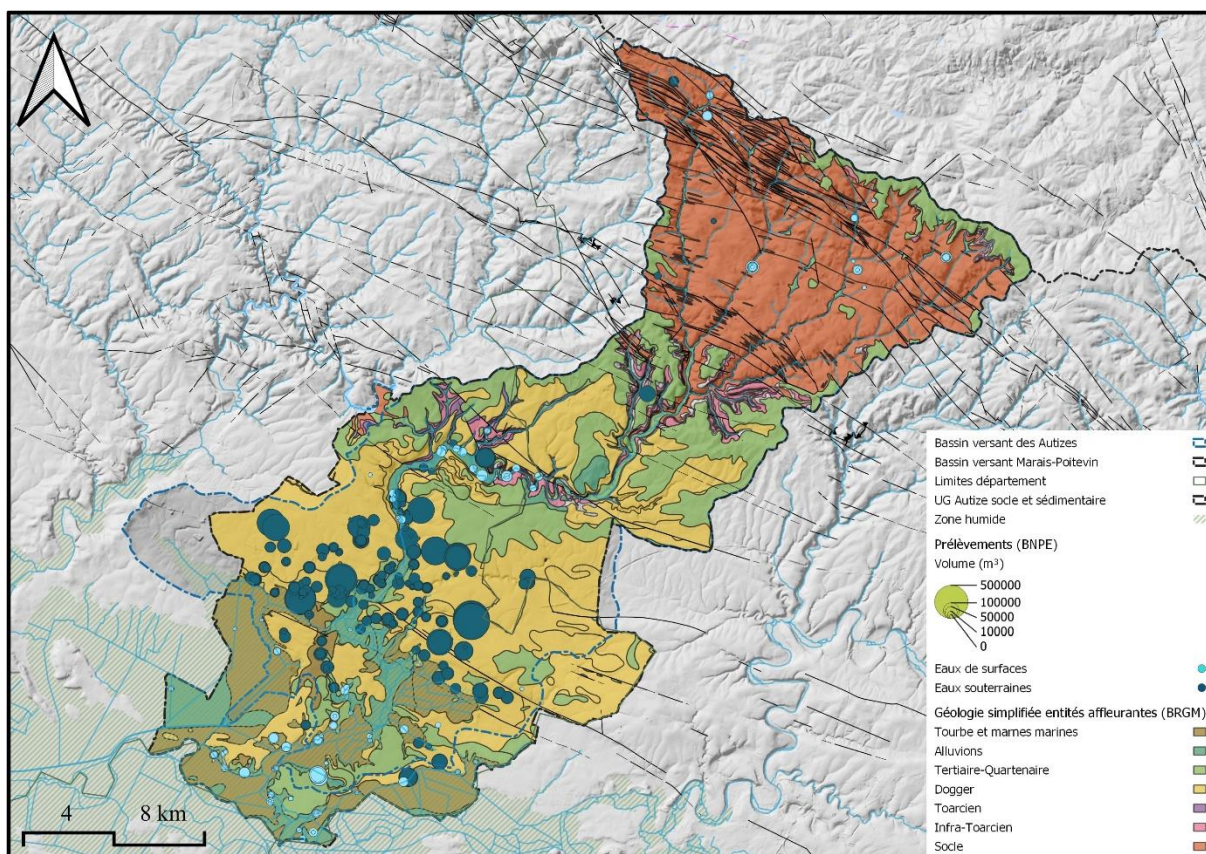 Bassin versant des Autizes
Bassin versant Marais-Poitevin
Limites département
UG Autize socle et sédimentaire
Zone humide
Prélèvements (BNPE)
Volume (m³)
500000
100000
50000
10000
0
Eaux de surfaces
Eaux souterraines
Géologie simplifiée entités affleurantes (BRGM)
Tourbe et marnes marines
Alluvions
Tertiaire-Quartenaire
Dogger
Toarcien
Infra-Toarcien
Socle
4 8 km